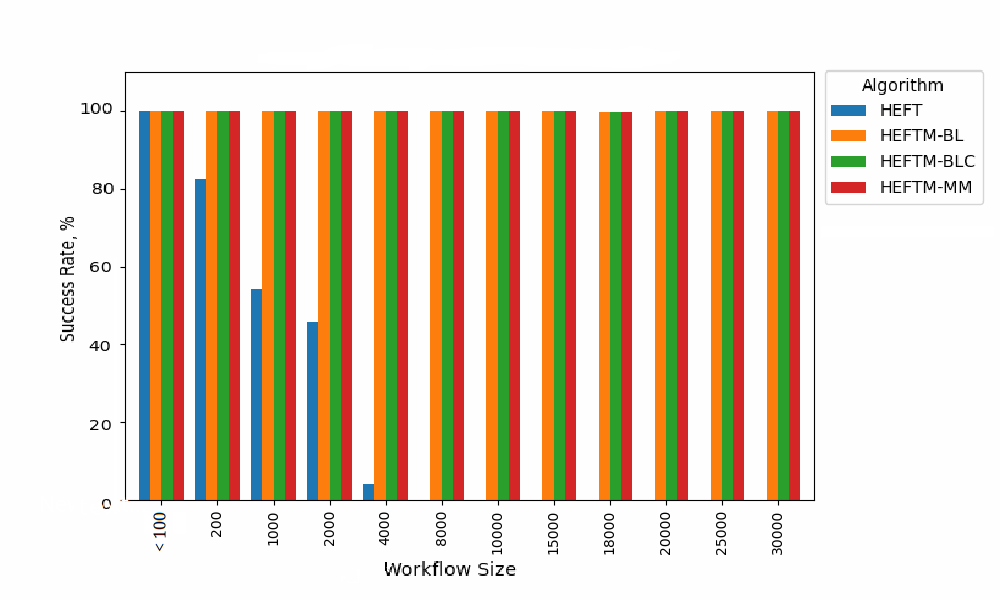 Algorithm
HEFT
HEFTM-BL
HEFTM-BLC
HEFTM-MM
100
80
60
40
20
0
Success Rate, %
<100
200
1000
2000
4000
8000
10000
15000
18000
20000
25000
30000
Workflow Size